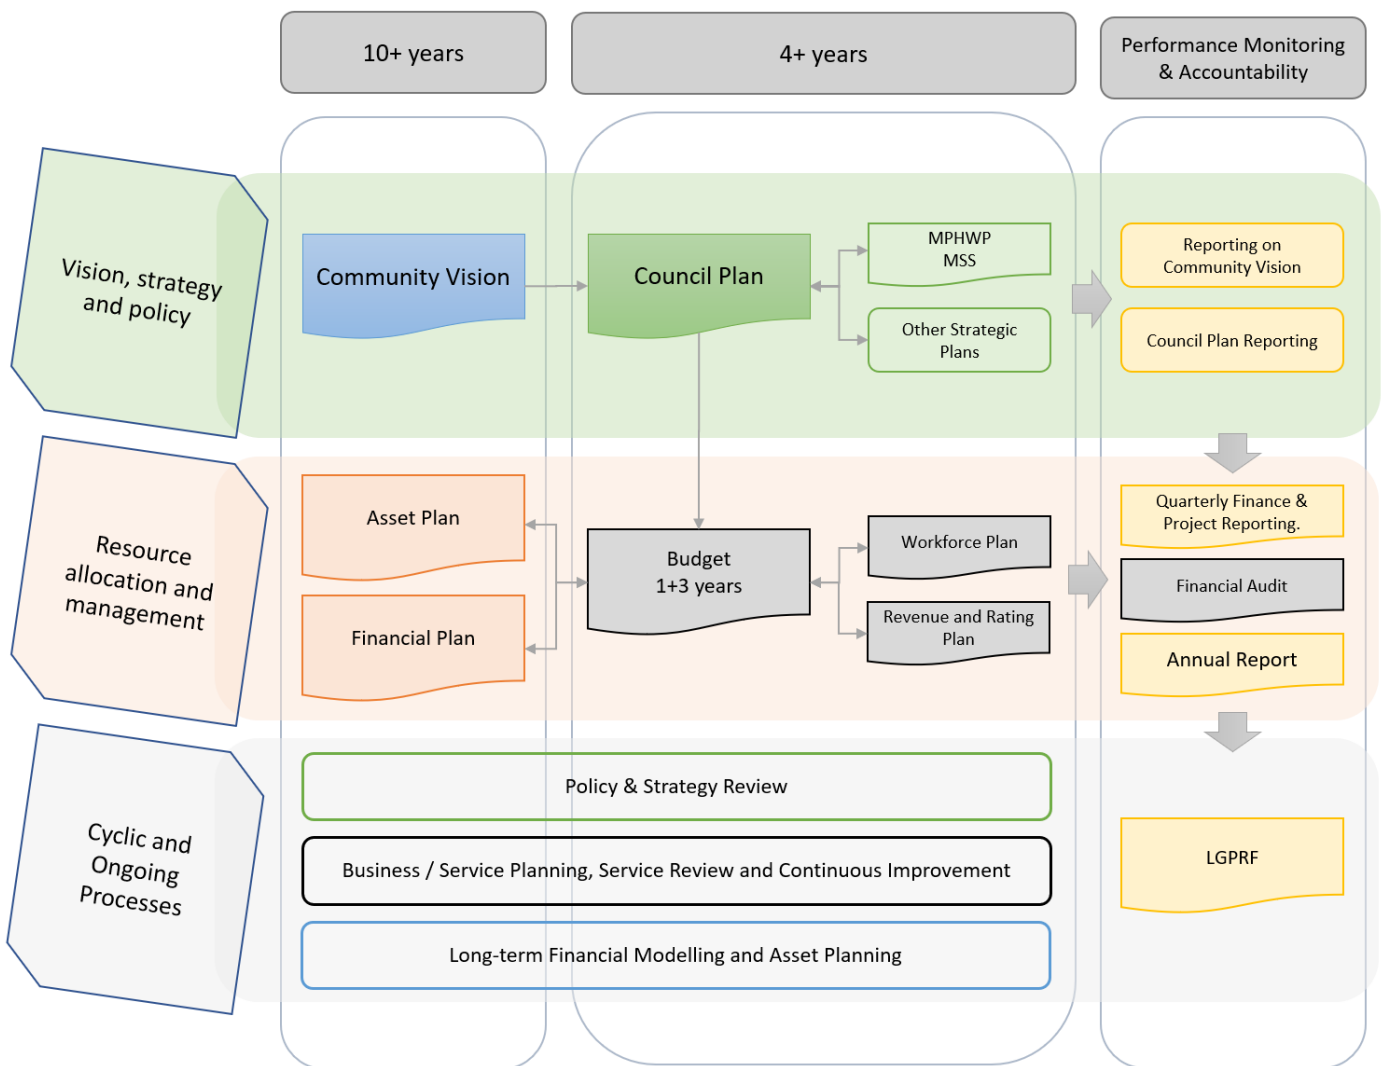 10+ years
4+ years
Performance Monitoring
& Accountability
Vision, strategy
and policy
Community Vision
Council Plan
MPHWP
MSS
Other Strategic
Plans
Reporting on
Community Vision
Council Plan Reporting
Resource
allocation and
management
Asset Plan
Financial Plan
Budget
1+3 years
Workforce Plan
Revenue and Rating
Plan
Quarterly Finance &
Project Reporting.
Financial Audit
Annual Report
Cyclic and
Ongoing
Processes
Policy & Strategy Review
Business / Service Planning, Service Review and Continuous Improvement
Long-term Financial Modelling and Asset Planning
LGPRF